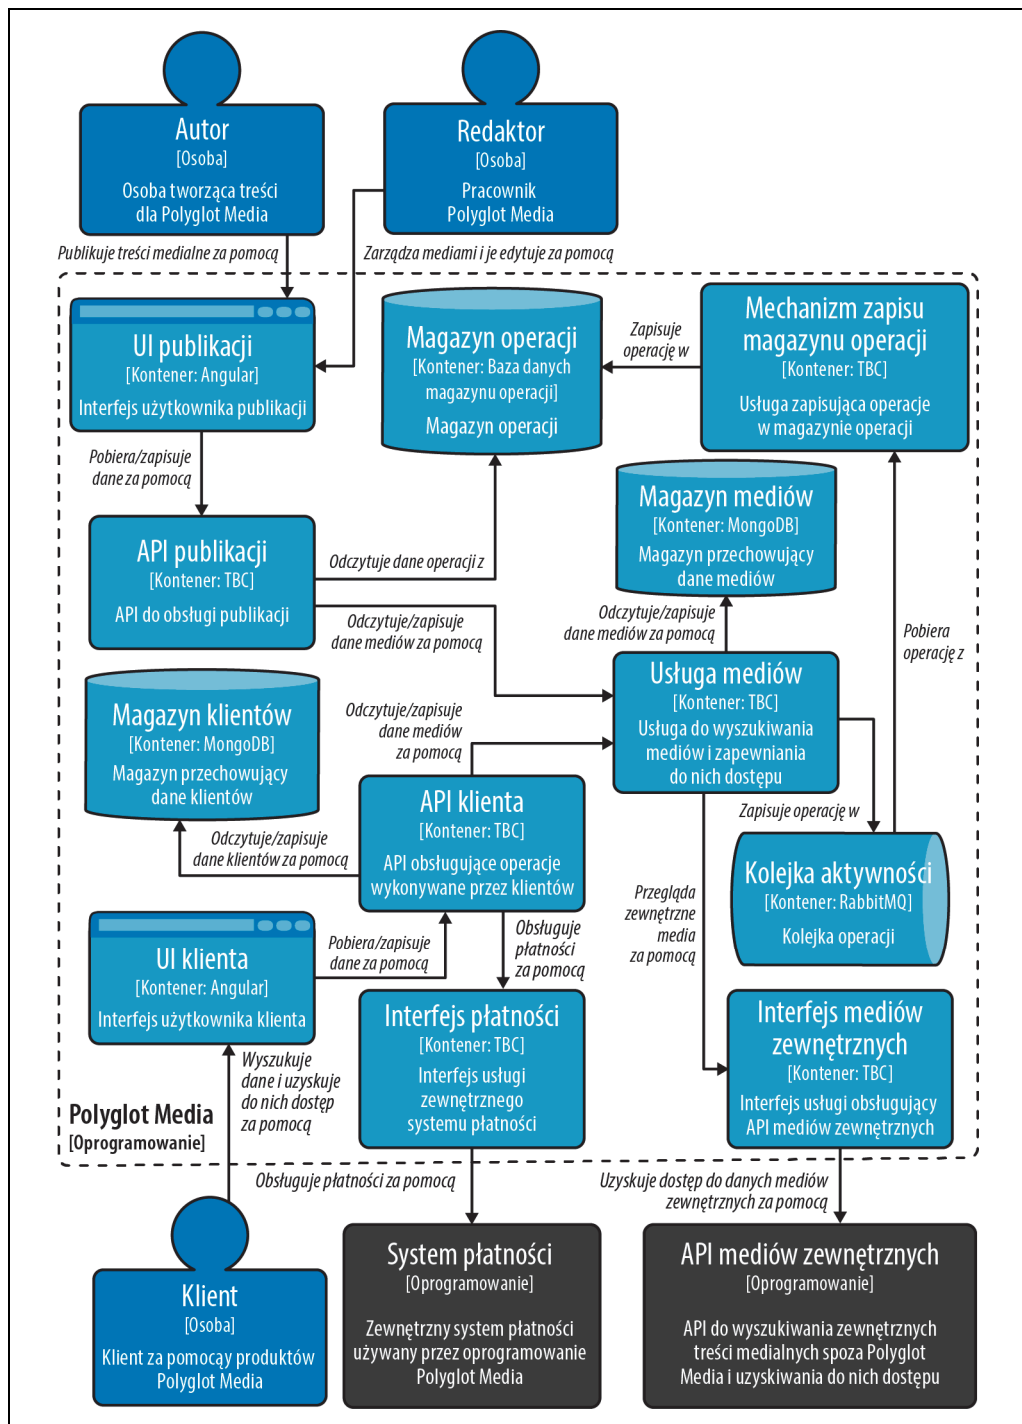 Autor
[Osoba]
Osoba tworząca treści
dla Polyglot Media
Redaktor
[Osoba]
Pracownik
Polyglot Media
Publikuje treści medialne za pomocą
Zarządza mediami i je edytuje za pomocą
UI publikacji
[Kontener: Angular]
Interfejs użytkownika publikacji
Magazyn operacji
[Kontener: Baza danych
magazynu operacji]
Magazyn operacji
Zapisuje
operację w
Mechanizm zapisu
magazynu operacji
[Kontener: TBC]
Usługa zapisująca operacje
w magazynie operacji
Pobiera/zapisuje
dane za pomocą
API publikacji
[Kontener: TBC]
API do obsługi publikacji
Odczytuje dane operacji z
Odczytuje/zapisuje
dane mediów za pomocą
Magazyn mediów
[Kontener: MongoDB]
Magazyn przechowujący
dane mediów
Odczytuje/zapisuje
dane mediów za pomocą
Pobiera
operację z
Magazyn klientów
[Kontener: MongoDB]
Magazyn przechowujący
dane klientów
Odczytuje/zapisuje
dane mediów
za pomocą
Usługa mediów
[Kontener: TBC]
Usługa do wyszukiwania
mediów i zapewniania
do nich dostępu
Odczytuje/zapisuje
dane klientów za pomocą
API klienta
[Kontener: TBC]
API obsługujące operacje
wykonywane przez klientów
Zapisuje operację w
Kolejka aktywności
[Kontener: RabbitMQ]
Kolejka operacji
Przegląda
zewnętrzne
media
za pomocą
UI klienta
[Kontener: Angular]
Interfejs użytkownika klienta
Pobiera/zapisuje
dane za pomocą
Obsługuje
płatności
za pomocą
Interfejs płatności
[Kontener: TBC]
Interfejs usługi
zewnętrznego
systemu płatności
Interfejs mediów
zewnętrznych
[Kontener: TBC]
Interfejs usługi obsługujący
API mediów zewnętrznych
Wyszukuje
dane i uzyskuje
do nich dostęp
za pomocą
Polyglot Media
[Oprogramowanie]
Obsługuje płatności za pomocą
Uzyskuje dostęp do danych mediów
zewnętrznych za pomocą
Klient
[Osoba]
Klient za pomocąy produktów
Polyglot Media
System płatności
[Oprogramowanie]
Zewnętrzny system płatności
używany przez oprogramowanie
Polyglot Media
API mediów zewnętrznych
[Oprogramowanie]
API do wyszukiwania zewnętrznych
treści medialnych spoza Polyglot
Media i uzyskiwania do nich dostępu